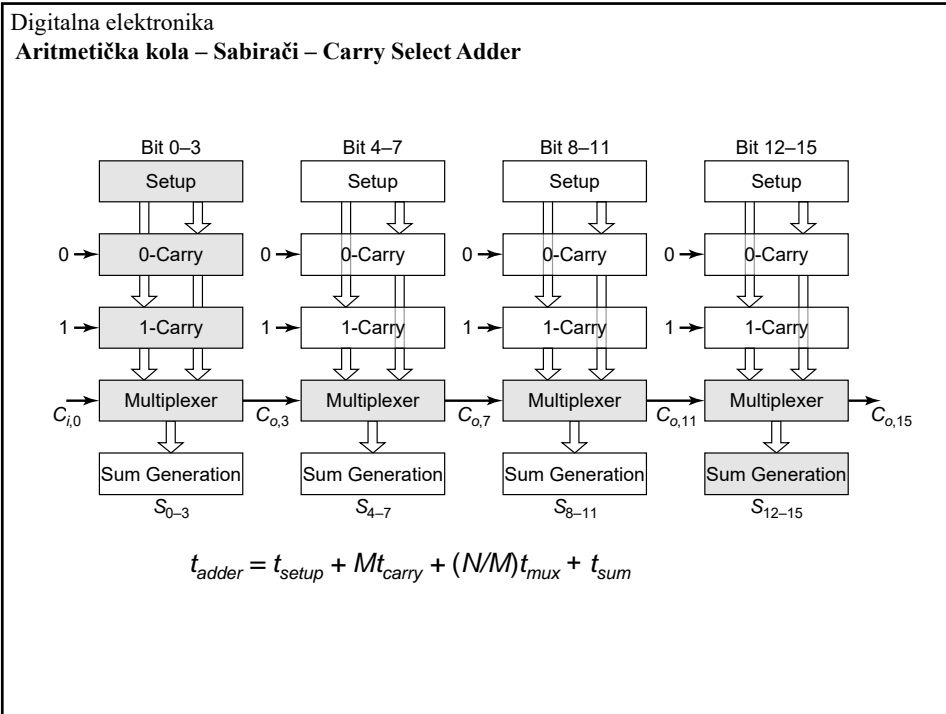 Digitalna elektronika
Aritmetička kola – Sabirači – Carry Select Adder
Bit 0–3 Bit 4–7 Bit 8–11 Bit 12–15
Setup Setup Setup Setup
0 0-Carry 0 0-Carry 0 0-Carry 0 0-Carry
1 1-Carry 1 1-Carry 1 1-Carry 1 1-Carry
Multiplexer Multiplexer Multiplexer Multiplexer
Ci,0 Co,3 Co,7 Co,11 Co,15
Sum Generation Sum Generation Sum Generation Sum Generation
S0–3 S4–7 S8–11 S12–15
tadder = tsetup + Mtcarry + (N/M)tmux + tsum